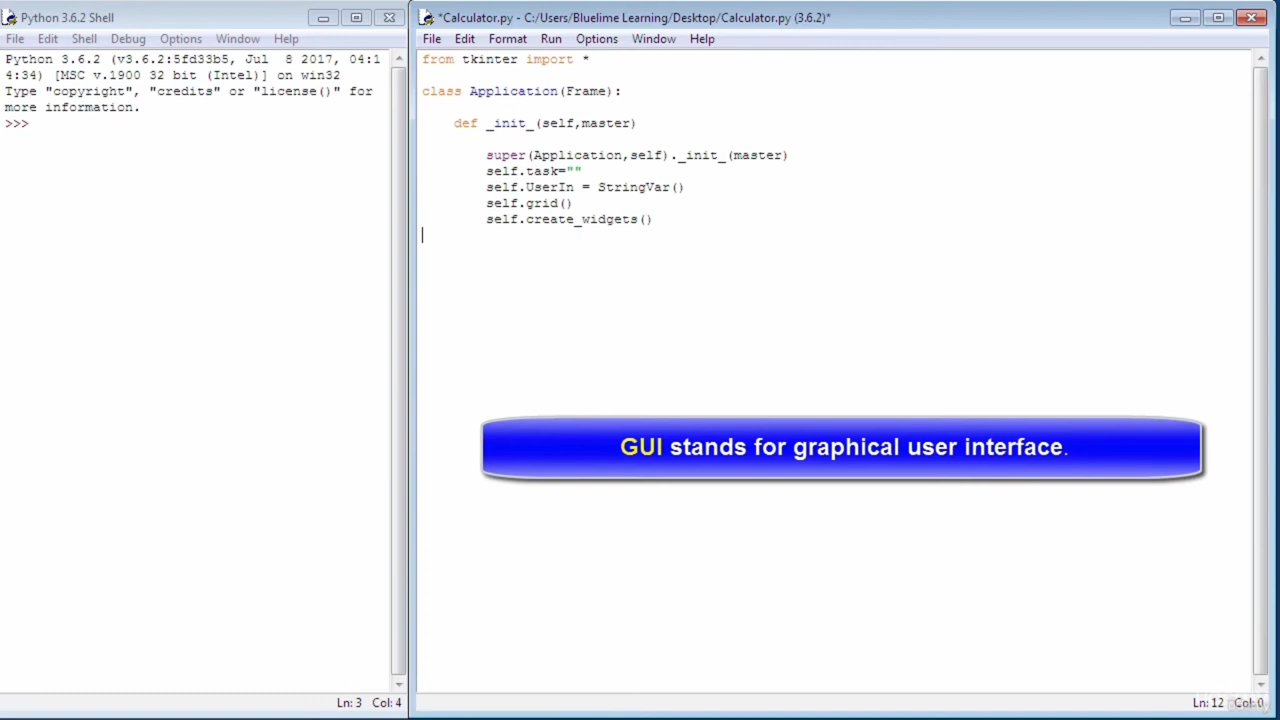 Python 3.6.2 Shell
File Edit Shell Debug Options Window Help
Python 3.6.2 (v3.6.2:5fd33b5, Jul  8 2017, 04:1
4:34) [MSC v.1900 32 bit (Intel)] on win32
Type "copyright", "credits" or "license()" for
more information.
>>>
Ln: 3 Col: 4
*Calculator.py - C:/Users/Bluelime Learning/Desktop/Calculator.py (3.6.2)*
File Edit Format Run Options Window Help
from tkinter import *
class Application(Frame):
    def _init_(self,master)
        super(Application,self)._init_(master)
        self.task=""
        self.UserIn = StringVar()
        self.grid()
        self.create_widgets()
GUI stands for graphical user interface.
Ln: 12 Col: 0